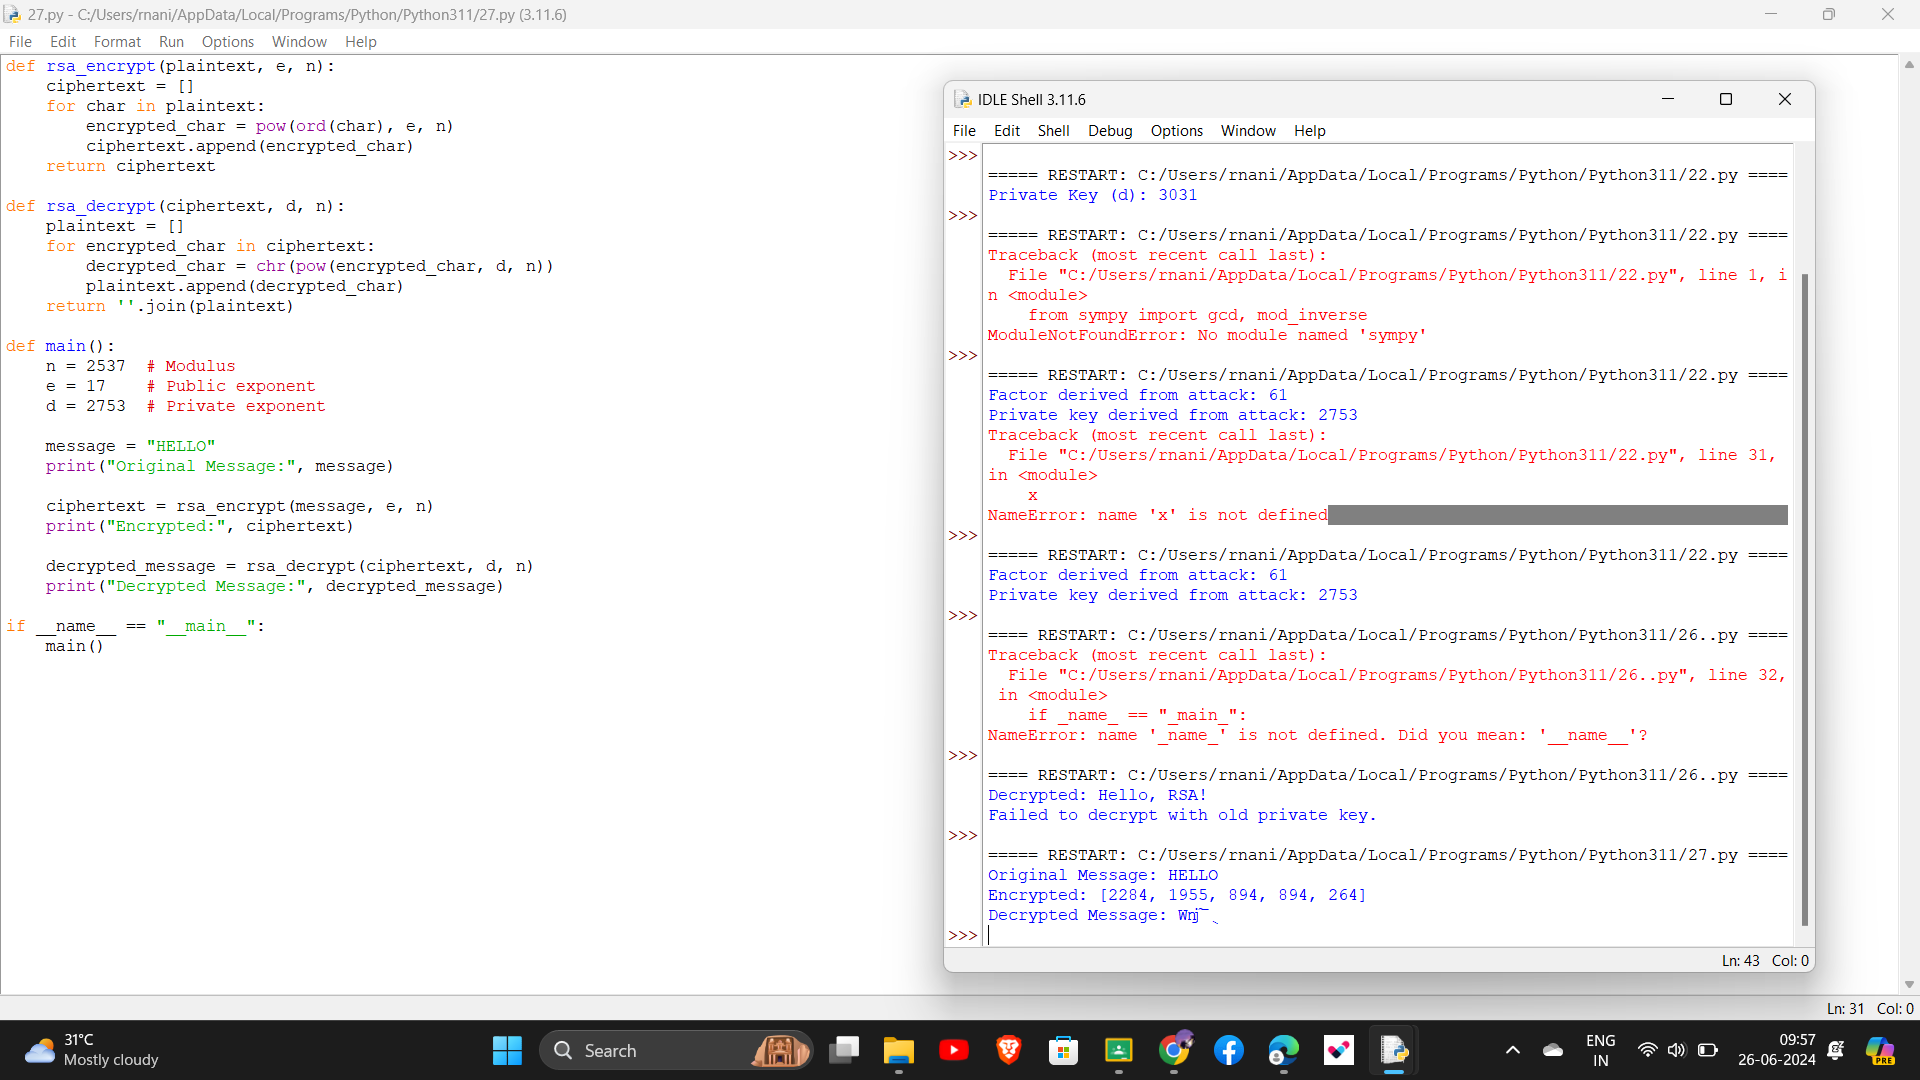 27.py - C:/Users/rnani/AppData/Local/Programs/Python/Python311/27.py (3.11.6)
File Edit Format Run Options Window Help
def rsa_encrypt(plaintext, e, n):
    ciphertext = []
    for char in plaintext:
        encrypted_char = pow(ord(char), e, n)
        ciphertext.append(encrypted_char)
    return ciphertext
def rsa_decrypt(ciphertext, d, n):
    plaintext = []
    for encrypted_char in ciphertext:
        decrypted_char = chr(pow(encrypted_char, d, n))
        plaintext.append(decrypted_char)
    return ''.join(plaintext)
def main():
    n = 2537  # Modulus
    e = 17    # Public exponent
    d = 2753  # Private exponent
    message = "HELLO"
    print("Original Message:", message)
    ciphertext = rsa_encrypt(message, e, n)
    print("Encrypted:", ciphertext)
    decrypted_message = rsa_decrypt(ciphertext, d, n)
    print("Decrypted Message:", decrypted_message)
if __name__ == "__main__":
    main()
IDLE Shell 3.11.6
File Edit Shell Debug Options Window Help
>>>
===== RESTART: C:/Users/rnani/AppData/Local/Programs/Python/Python311/22.py ====
Private Key (d): 3031
>>>
===== RESTART: C:/Users/rnani/AppData/Local/Programs/Python/Python311/22.py ====
Traceback (most recent call last):
  File "C:/Users/rnani/AppData/Local/Programs/Python/Python311/22.py", line 1, i
n <module>
    from sympy import gcd, mod_inverse
ModuleNotFoundError: No module named 'sympy'
>>>
===== RESTART: C:/Users/rnani/AppData/Local/Programs/Python/Python311/22.py ====
Factor derived from attack: 61
Private key derived from attack: 2753
Traceback (most recent call last):
  File "C:/Users/rnani/AppData/Local/Programs/Python/Python311/22.py", line 31,
in <module>
    x
NameError: name 'x' is not defined
>>>
===== RESTART: C:/Users/rnani/AppData/Local/Programs/Python/Python311/22.py ====
Factor derived from attack: 61
Private key derived from attack: 2753
>>>
==== RESTART: C:/Users/rnani/AppData/Local/Programs/Python/Python311/26..py ====
Traceback (most recent call last):
  File "C:/Users/rnani/AppData/Local/Programs/Python/Python311/26..py", line 32,
 in <module>
    if _name_ == "_main_":
NameError: name '_name_' is not defined. Did you mean: '__name__'?
>>>
==== RESTART: C:/Users/rnani/AppData/Local/Programs/Python/Python311/26..py ====
Decrypted: Hello, RSA!
Failed to decrypt with old private key.
>>>
===== RESTART: C:/Users/rnani/AppData/Local/Programs/Python/Python311/27.py ====
Original Message: HELLO
Encrypted: [2284, 1955, 894, 894, 264]
Decrypted Message:
>>>
Ln: 43 Col: 0
Ln: 31 Col: 0
31°C
Mostly cloudy
Search
ENG
IN
09:57
26-06-2024
PRE